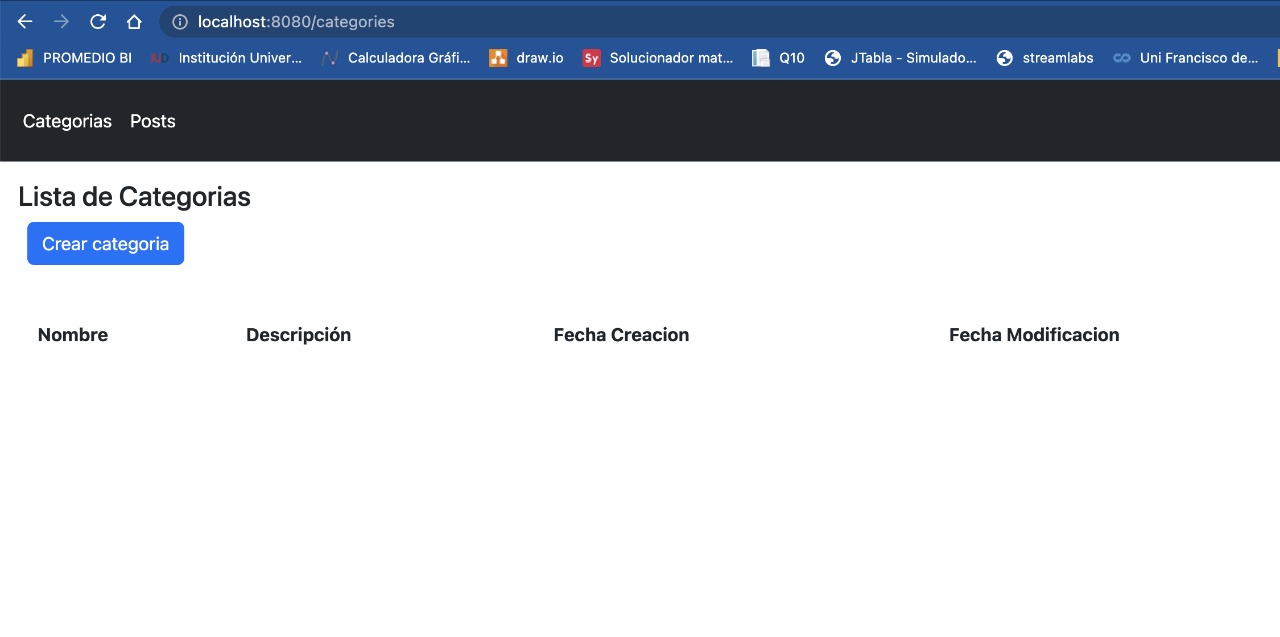 localhost:8080/categories
PROMEDIO BI Institución Univer... Calculadora Gráfi... draw.io Sy Solucionador mat... Q10 JTabla - Simulado... streamlabs Uni Francisco de...
Categorias Posts
Lista de Categorias
Crear categoria
Nombre Descripción Fecha Creacion Fecha Modificacion